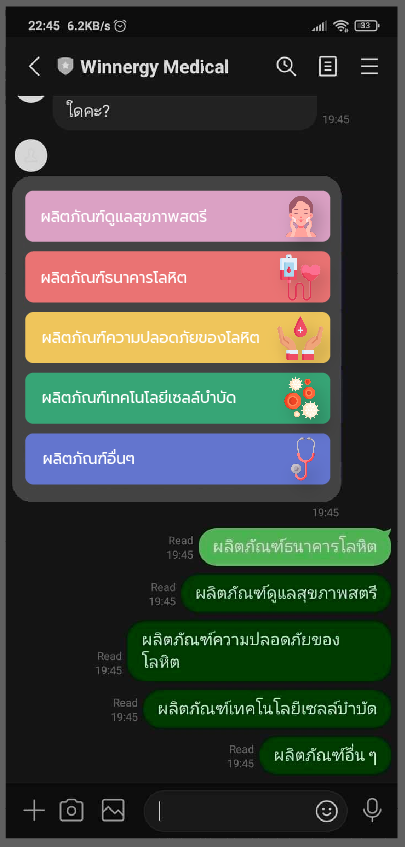 22:45 6.2KB/s 33
Winnergy Medical
ใดคะ?
19:45
ผลิตภัณฑ์ดูแลสุขภาพสตรี
ผลิตภัณฑ์ธนาคารโลหิต
ผลิตภัณฑ์ความปลอดภัยของโลหิต
ผลิตภัณฑ์เทคโนโลยีเซลล์บำบัด
ผลิตภัณฑ์อื่นๆ
19:45
Read
19:45
ผลิตภัณฑ์ธนาคารโลหิต
Read
19:45
ผลิตภัณฑ์ดูแลสุขภาพสตรี
Read
19:45
ผลิตภัณฑ์ความปลอดภัยของ
โลหิต
Read
19:45
ผลิตภัณฑ์เทคโนโลยีเซลล์บำบัด
Read
19:45
ผลิตภัณฑ์อื่น ๆ